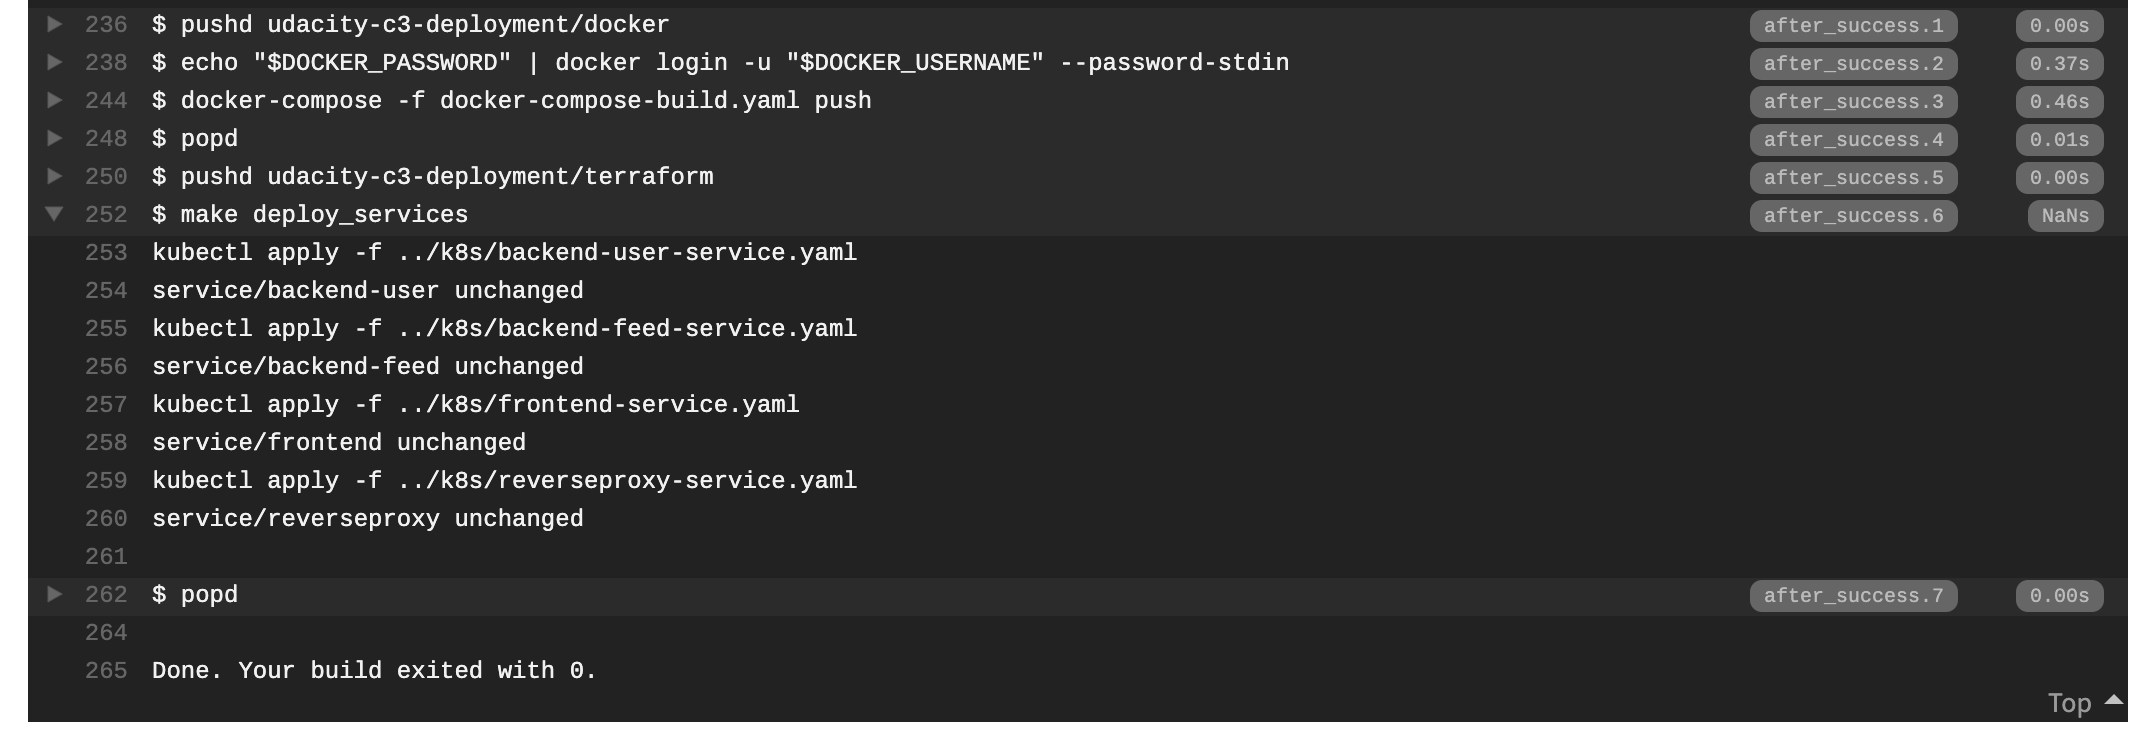 236 $ pushd udacity-c3-deployment/docker after_success.1 0.00s
238 $ echo "$DOCKER_PASSWORD" | docker login -u "$DOCKER_USERNAME" --password-stdin after_success.2 0.37s
244 $ docker-compose -f docker-compose-build.yaml push after_success.3 0.46s
248 $ popd after_success.4 0.01s
250 $ pushd udacity-c3-deployment/terraform after_success.5 0.00s
252 $ make deploy_services after_success.6 NaNs
253 kubectl apply -f ../k8s/backend-user-service.yaml
254 service/backend-user unchanged
255 kubectl apply -f ../k8s/backend-feed-service.yaml
256 service/backend-feed unchanged
257 kubectl apply -f ../k8s/frontend-service.yaml
258 service/frontend unchanged
259 kubectl apply -f ../k8s/reverseproxy-service.yaml
260 service/reverseproxy unchanged
261
262 $ popd after_success.7 0.00s
264
265 Done. Your build exited with 0.
Top